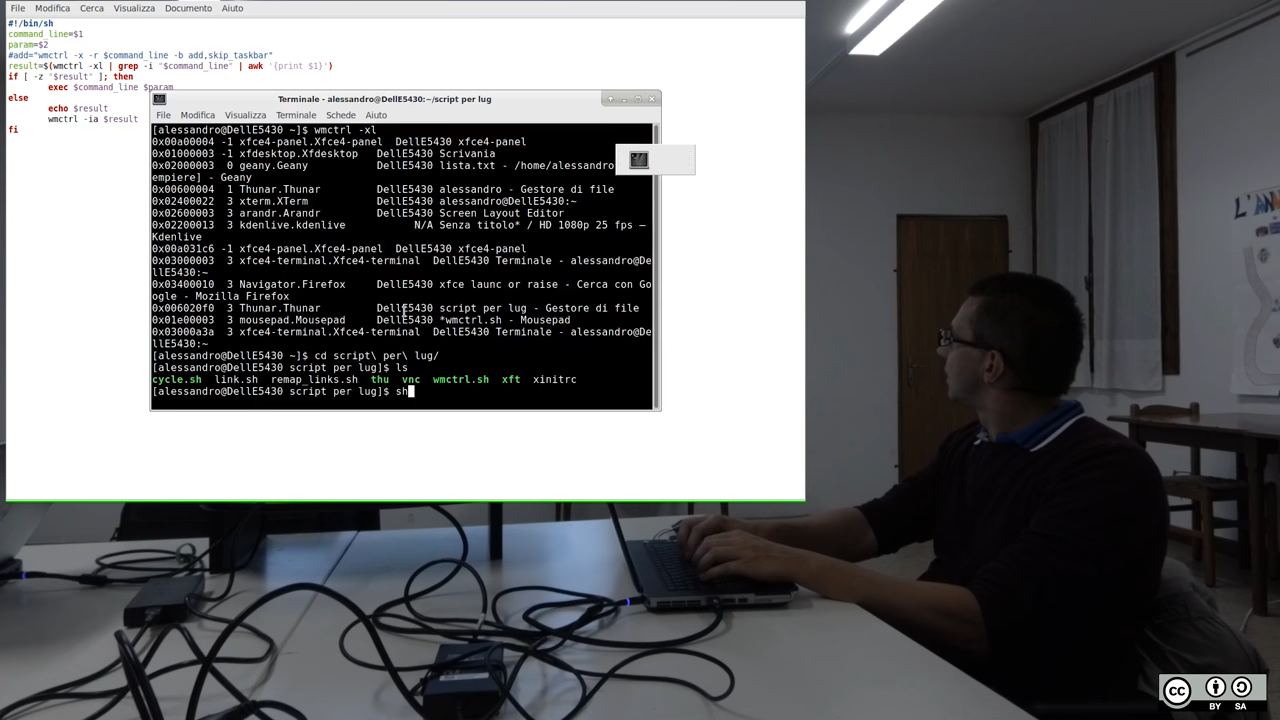 File Modifica Cerca Visualizza Documento Aiuto
#!/bin/sh
command_line=$1
param=$2
#add="wmctrl -x -r $command_line -b add,skip_taskbar"
result=$(wmctrl -xl | grep -i "$command_line" | awk '{print $1}')
if [ -z "$result" ]; then
exec $command_line $param
else
echo $result
wmctrl -ia $result
fi
Terminale - alessandro@DellE5430:~/script per lug
File Modifica Visualizza Terminale Schede Aiuto
[alessandro@DellE5430 ~]$ wmctrl -xl
0x00a00004 -1 xfce4-panel.Xfce4-panel DellE5430 xfce4-panel
0x01000003 -1 xfdesktop.Xfdesktop DellE5430 Scrivania
0x02000003 0 geany.Geany DellE5430 lista.txt - /home/alessandro
empiere] - Geany
0x00600004 1 Thunar.Thunar DellE5430 alessandro - Gestore di file
0x02400022 3 xterm.XTerm DellE5430 alessandro@DellE5430:~
0x02600003 3 arandr.Arandr DellE5430 Screen Layout Editor
0x02200013 3 kdenlive.kdenlive N/A Senza titolo* / HD 1080p 25 fps –
Kdenlive
0x00a031c6 -1 xfce4-panel.Xfce4-panel DellE5430 xfce4-panel
0x03000003 3 xfce4-terminal.Xfce4-terminal DellE5430 Terminale - alessandro@De
llE5430:~
0x03400010 3 Navigator.Firefox DellE5430 xfce launc or raise - Cerca con Go
ogle - Mozilla Firefox
0x006020f0 3 Thunar.Thunar DellE5430 script per lug - Gestore di file
0x01e00003 3 mousepad.Mousepad DellE5430 *wmctrl.sh - Mousepad
0x03000a3a 3 xfce4-terminal.Xfce4-terminal DellE5430 Terminale - alessandro@De
llE5430:~
[alessandro@DellE5430 ~]$ cd script\ per\ lug/
[alessandro@DellE5430 script per lug]$ ls
cycle.sh link.sh remap_links.sh thu vnc wmctrl.sh xft xinitrc
[alessandro@DellE5430 script per lug]$ sh
L'AN
cc BY SA